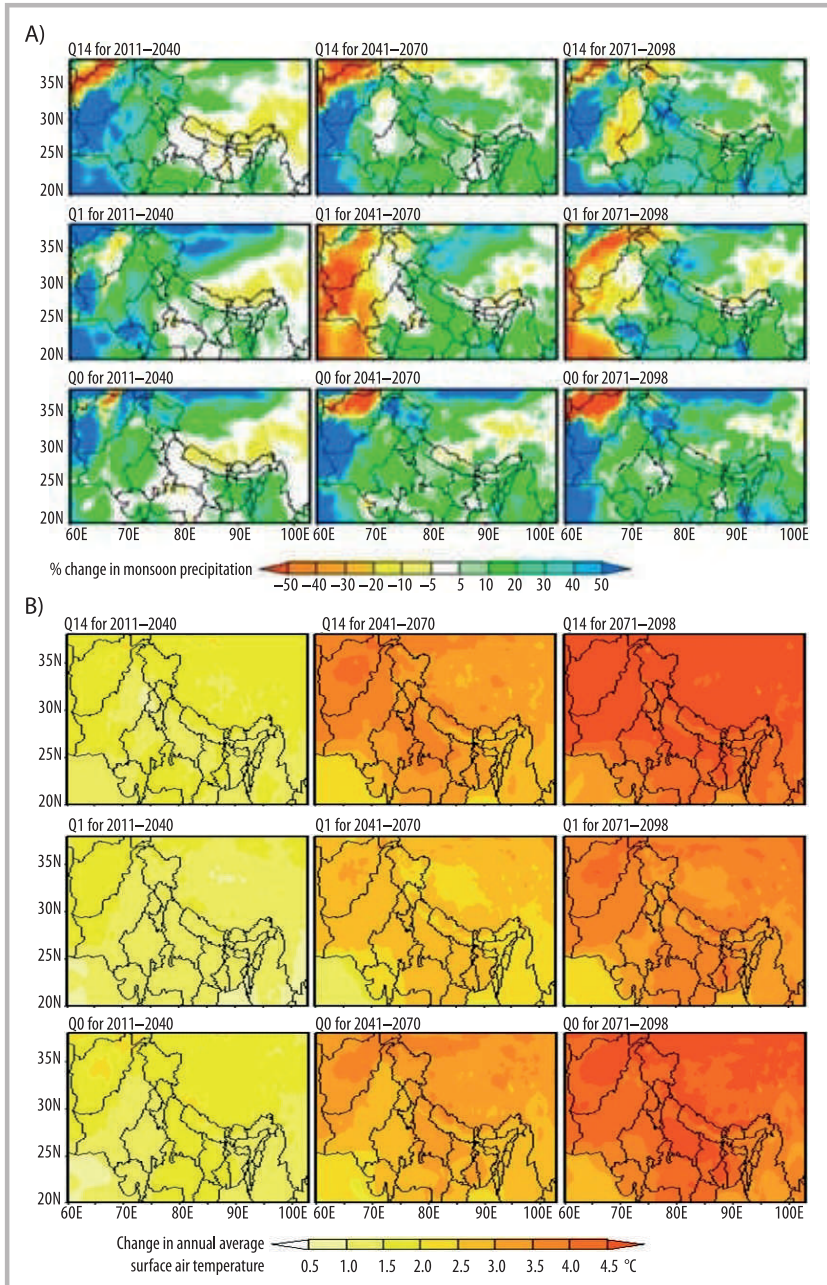 A)
Q14 for 2011–2040 Q14 for 2041–2070 Q14 for 2071–2098
35N
30N
25N
20N
Q1 for 2011–2040 Q1 for 2041–2070 Q1 for 2071–2098
35N
30N
25N
20N
Q0 for 2011–2040 Q0 for 2041–2070 Q0 for 2071–2098
35N
30N
25N
20N
60E 70E 80E 90E 100E 60E 70E 80E 90E 100E 60E 70E 80E 90E 100E
% change in monsoon precipitation
−50 −40 −30 −20 −10 −5 5 10 20 30 40 50
B)
Q14 for 2011–2040 Q14 for 2041–2070 Q14 for 2071–2098
35N
30N
25N
20N
Q1 for 2011–2040 Q1 for 2041–2070 Q1 for 2071–2098
35N
30N
25N
20N
Q0 for 2011–2040 Q0 for 2041–2070 Q0 for 2071–2098
35N
30N
25N
20N
60E 70E 80E 90E 100E 60E 70E 80E 90E 100E 60E 70E 80E 90E 100E
Change in annual average
surface air temperature
0.5 1.0 1.5 2.0 2.5 3.0 3.5 4.0 4.5 °C